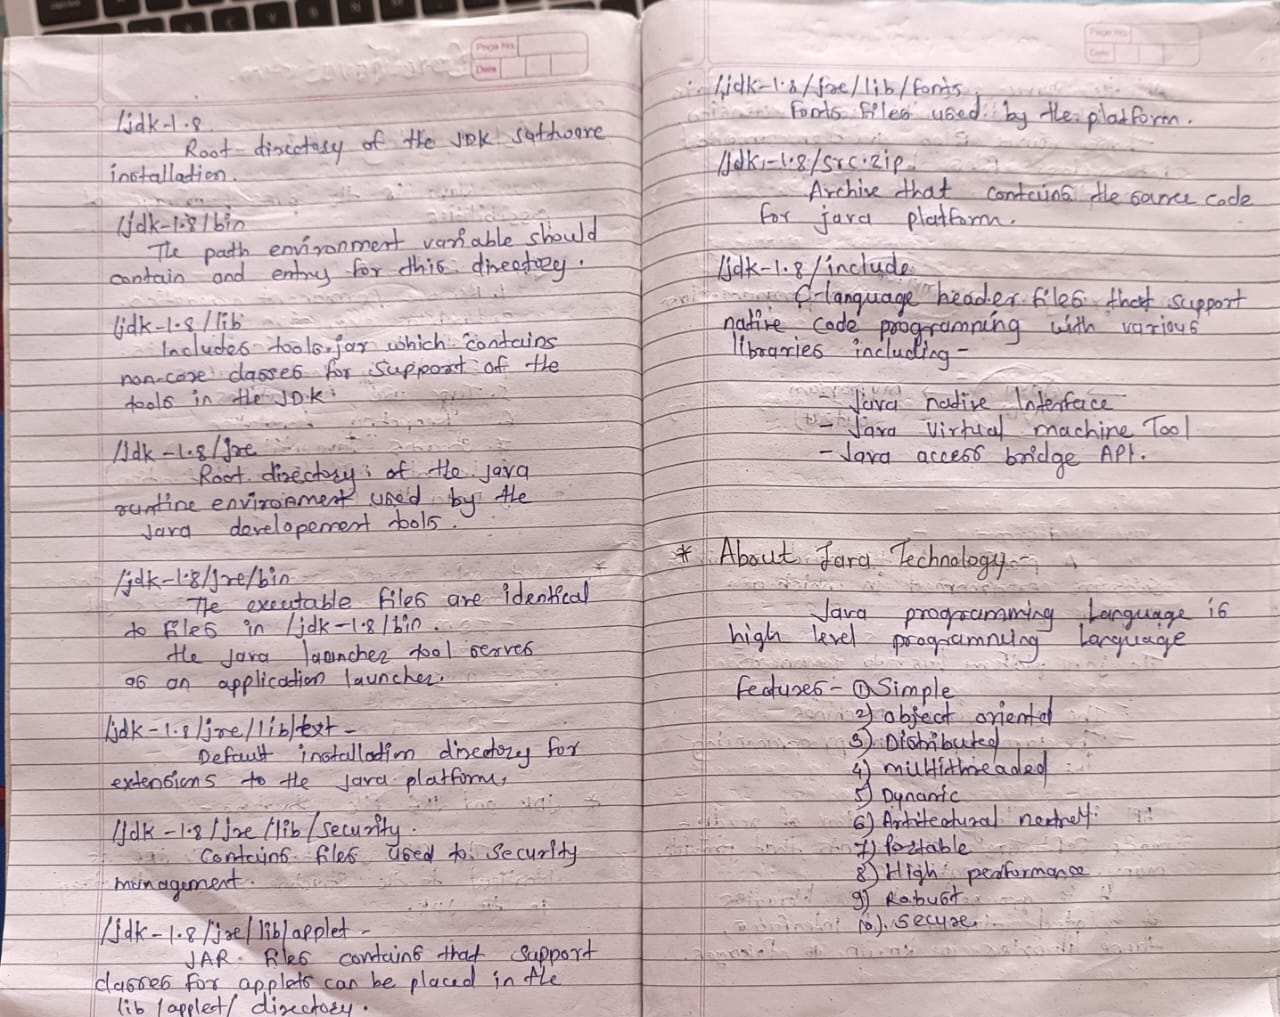 Page No.
Date
/jdk-1.8
Root directory of the JDK software
installation.
/jdk-1.8/bin
The path environment variable should
contain and entry for this directory.
/jdk-1.8/lib
Includes tools.jar which contains
non-core classes for support of the
tools in the JDK.
/Jdk-1.8/Jre
Root directory of the java
runtine environment used by the
Java developement tools.
/jdk-1.8/Jre/bin
The executable files are identical
to files in /jdk-1.8/bin.
the java launcher tool serves
as an application launcher.
/jdk-1.8/jre/lib/ext -
Default installation directory for
extensions to the Java platform,
/Jdk-1.8/Jre/lib/security.
Contains files used to security
management.
/Jdk-1.8/jre/lib/applet -
JAR files contains that support
classes for applets can be placed in the
lib/applet/ directory.
Page No.
Date
/jdk-1.8/jre/lib/fonts.
Fonts files used by the platform.
/Jdk-1.8/src.zip.
Archive that contains the source code
for java platform.
/Jdk-1.8/include
C-language header files that support
native code programming with various
libraries including-
- Java native Interface
- Java Virtual machine Tool
- Java access bridge API.
* About Java Technology-
Java programming Language is
high level programming Language
Features- 1) Simple
2) object oriented
3) Distributed
4) multithreaded
5) Dynamic
6)
7) Portable
8) High performance
9) Robust
10). Secure.